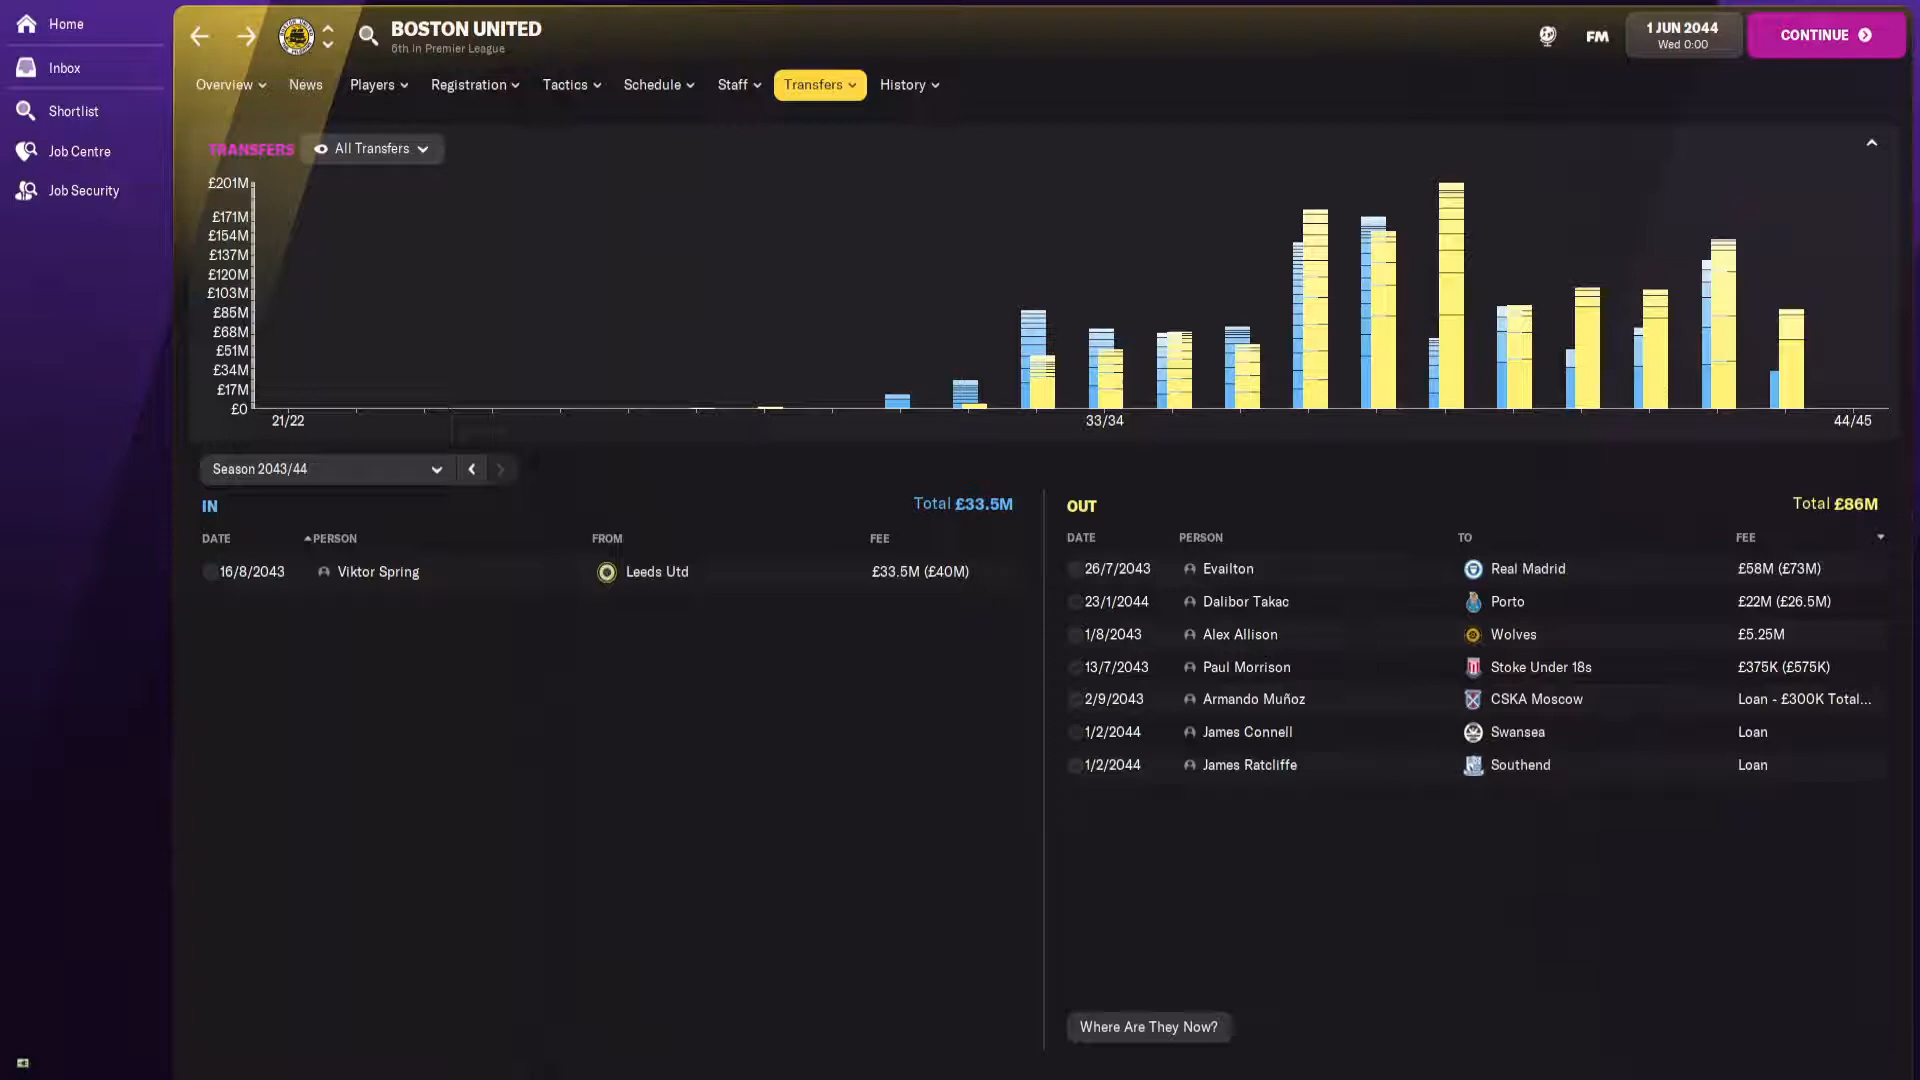 Home
Inbox
Shortlist
Job Centre
Job Security
BOSTON UNITED
6th in Premier League
FM
1 JUN 2044
Wed 0:00
CONTINUE
Overview
News
Players
Registration
Tactics
Schedule
Staff
Transfers
History
TRANSFERS
All Transfers
£201M
£171M
£154M
£137M
£120M
£103M
£85M
£68M
£51M
£34M
£17M
£0
21/22
33/34
44/45
Season 2043/44
IN
Total £33.5M
DATE PERSON FROM FEE
16/8/2043 Viktor Spring Leeds Utd £33.5M (£40M)
OUT
Total £86M
DATE PERSON TO FEE
26/7/2043 Evailton Real Madrid £58M (£73M)
23/1/2044 Dalibor Takac Porto £22M (£26.5M)
1/8/2043 Alex Allison Wolves £5.25M
13/7/2043 Paul Morrison Stoke Under 18s £375K (£575K)
2/9/2043 Armando Muñoz CSKA Moscow Loan - £300K Total...
1/2/2044 James Connell Swansea Loan
1/2/2044 James Ratcliffe Southend Loan
Where Are They Now?